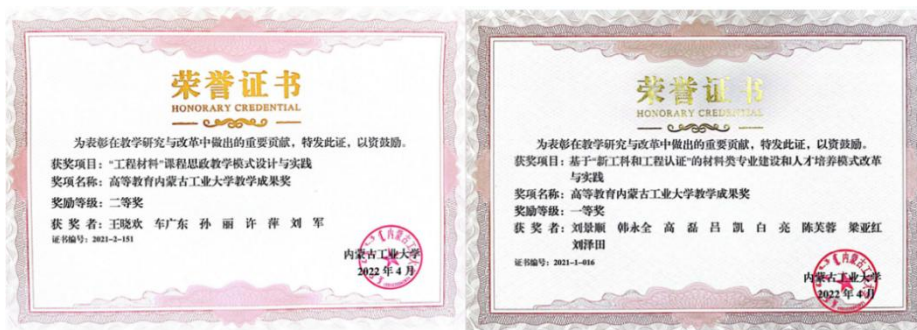 荣誉证书
HONORARY CREDENTIAL
为表彰在教学研究与改革中做出的重要贡献，特发此证，以资鼓励。
获奖项目："工程材料"课程思政教学模式设计与实践
奖项名称：高等教育内蒙古工业大学教学成果奖
奖励等级：二等奖
获 奖 者：王晓欢 车广东 孙 丽 许 萍 刘 军
证书编号：2021-2-151
内蒙古工业大学
2022 年 4 月
荣誉证书
HONORARY CREDENTIAL
为表彰在教学研究与改革中做出的重要贡献，特发此证，以资鼓励。
获奖项目：基于"新工科和工程认证"的材料类专业建设和人才培养模式改革
与实践
奖项名称：高等教育内蒙古工业大学教学成果奖
奖励等级：一等奖
获 奖 者：刘景顺 韩永全 高 磊 吕 凯 白 亮 陈芙蓉 梁亚红
刘泽田
证书编号：2021-1-016
内蒙古工业大学
2022 年 4 月